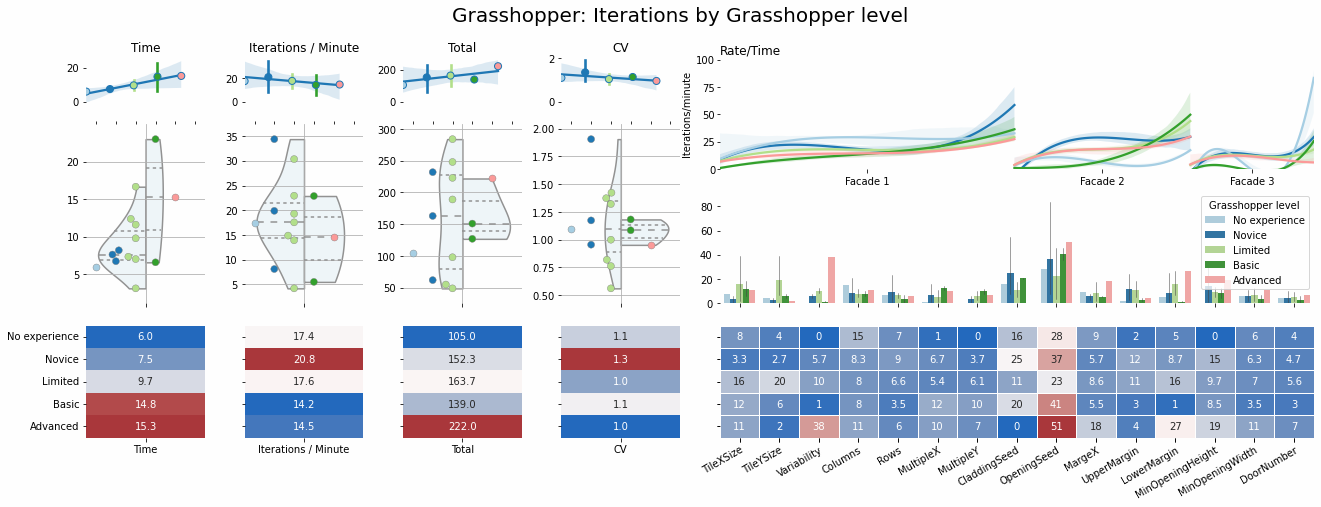 Grasshopper: Iterations by Grasshopper level
Time
Iterations / Minute
Total
CV
Rate/Time
20
0
20
0
200
0
2
0
Iterations/minute
100
75
50
25
0
Facade 1
Facade 2
Facade 3
20
15
10
5
35
30
25
20
15
10
5
300
250
200
150
100
50
2.00
1.75
1.50
1.25
1.00
0.75
0.50
80
60
40
20
0
Grasshopper level
No experience
Novice
Limited
Basic
Advanced
No experience 6.0 17.4 105.0 1.1 8 4 0 15 7 1 0 16 28 9 2 5 0 6 4
Novice 7.5 20.8 152.3 1.3 3.3 2.7 5.7 8.3 9 6.7 3.7 25 37 5.7 12 8.7 15 6.3 4.7
Limited 9.7 17.6 163.7 1.0 16 20 10 8 6.6 5.4 6.1 11 23 8.6 11 16 9.7 7 5.6
Basic 14.8 14.2 139.0 1.1 12 6 1 8 3.5 12 10 20 41 5.5 3 1 8.5 3.5 3
Advanced 15.3 14.5 222.0 1.0 11 2 38 11 6 10 7 0 51 18 4 27 19 11 7
Time
Iterations / Minute
Total
CV
TileXSize
TileYSize
Variability
Columns
Rows
MultipleX
MultipleY
CladdingSeed
OpeningSeed
MargeX
UpperMargin
LowerMargin
MinOpeningHeight
MinOpeningWidth
DoorNumber